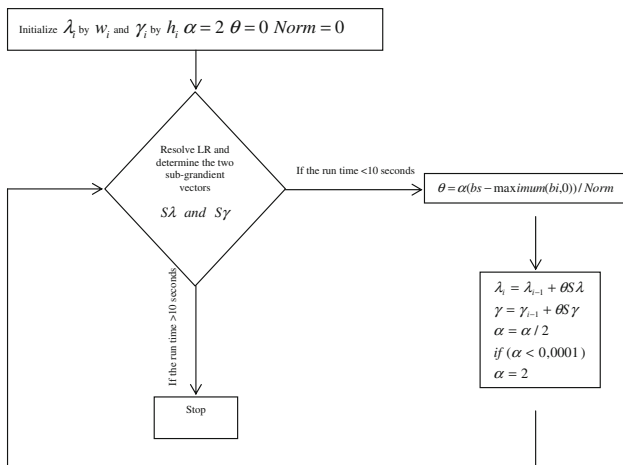 Initialize λi by wi and γi by hi α = 2 θ = 0 Norm = 0
Resolve LR and
determine the two
sub-grandient
vectors
Sλ and Sγ
If the run time <10 seconds
θ = α(bs − maximum(bi,0)) / Norm
λi = λi−1 + θSλ
γ = γi−1 + θSγ
α = α / 2
if (α < 0,0001)
α = 2
If the run time >10 seconds
Stop